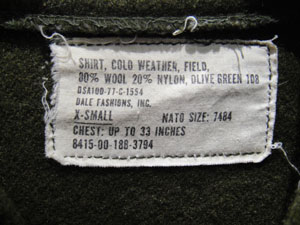 SHIRT, COLD WEATHER, FIELD,
80% WOOL 20% NYLON, OLIVE GREEN 108
DSA100-77-C-1554
DALE FASHIONS, INC.
X-SMALL NATO SIZE: 7484
CHEST: UP TO 33 INCHES
8415-00-188-3794